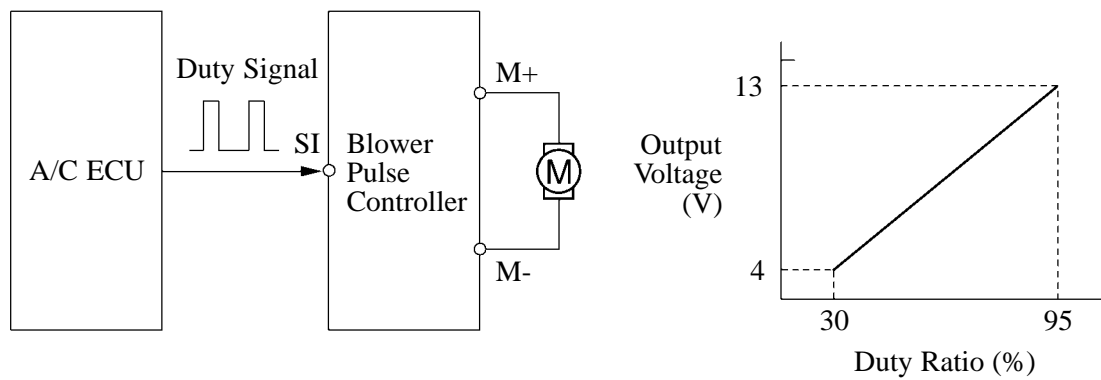 A/C ECU
Duty Signal
SI
Blower
Pulse
Controller
M+
M
M-
Output
Voltage
(V)
13
4
30
95
Duty Ratio (%)